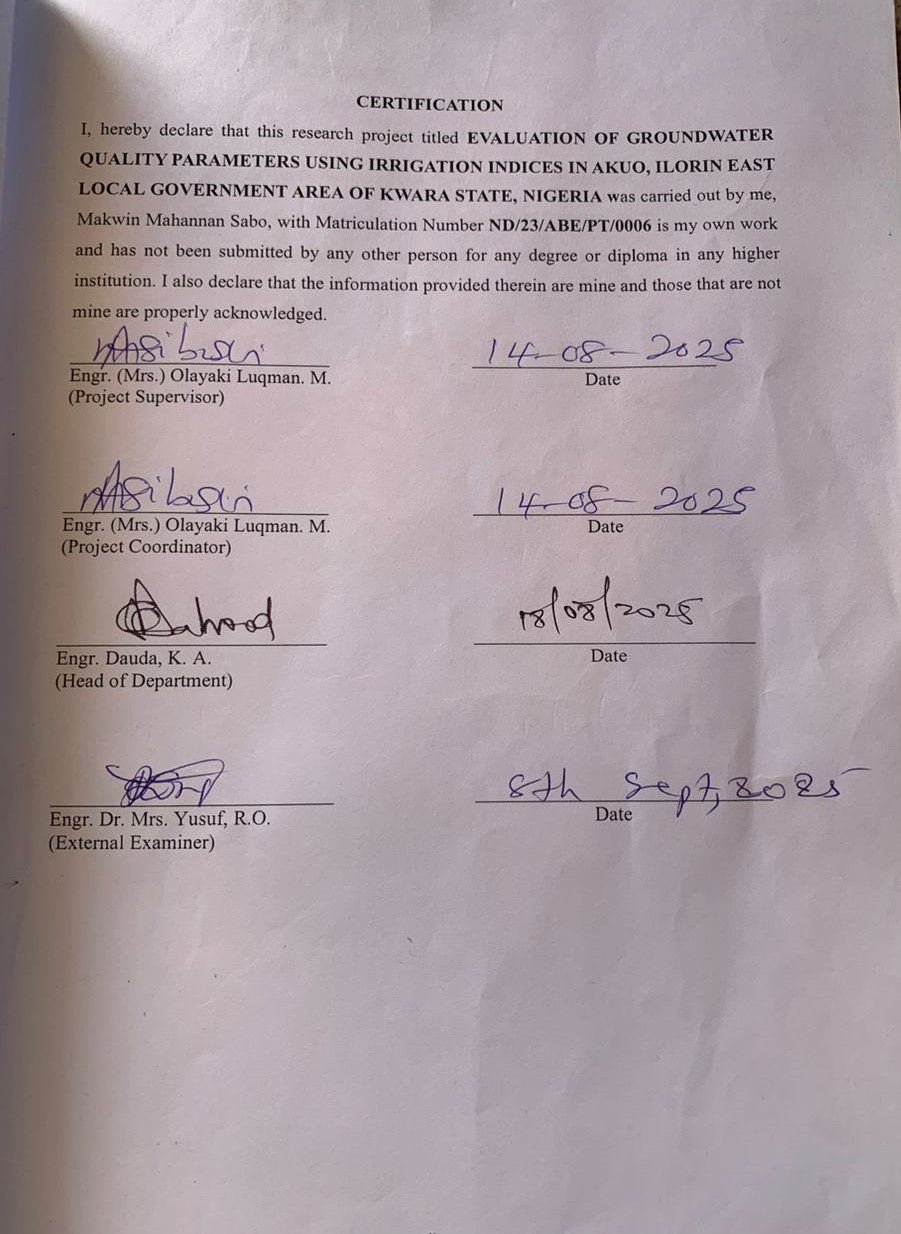 CERTIFICATION
I, hereby declare that this research project titled EVALUATION OF GROUNDWATER
QUALITY PARAMETERS USING IRRIGATION INDICES IN AKUO, ILORIN EAST
LOCAL GOVERNMENT AREA OF KWARA STATE, NIGERIA was carried out by me,
Makwin Mahannan Sabo, with Matriculation Number ND/23/ABE/PT/0006 is my own work
and has not been submitted by any other person for any degree or diploma in any higher
institution. I also declare that the information provided therein are mine and those that are not
mine are properly acknowledged.
14-08-2025
Engr. (Mrs.) Olayaki Luqman. M. Date
(Project Supervisor)
14-08-2025
Engr. (Mrs.) Olayaki Luqman. M. Date
(Project Coordinator)
18/08/2025
Engr. Dauda, K. A. Date
(Head of Department)
8th Sept, 2025
Engr. Dr. Mrs. Yusuf, R.O. Date
(External Examiner)